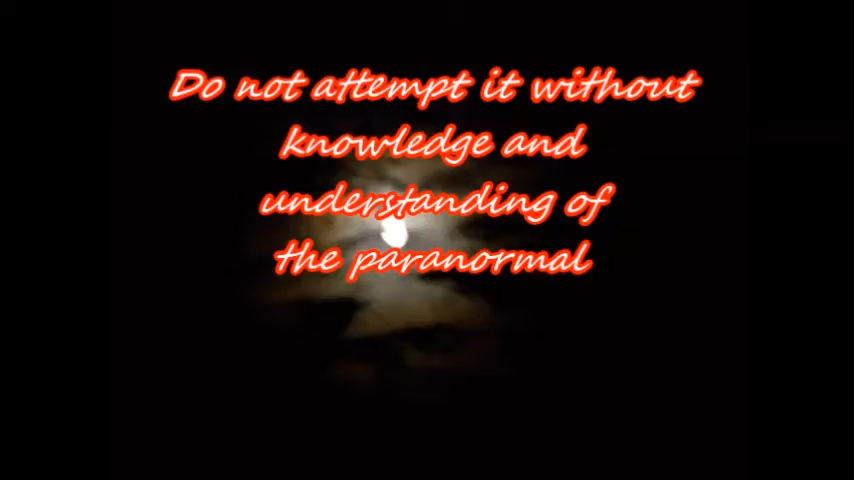 Do not attempt it without
knowledge and
understanding of
the paranormal